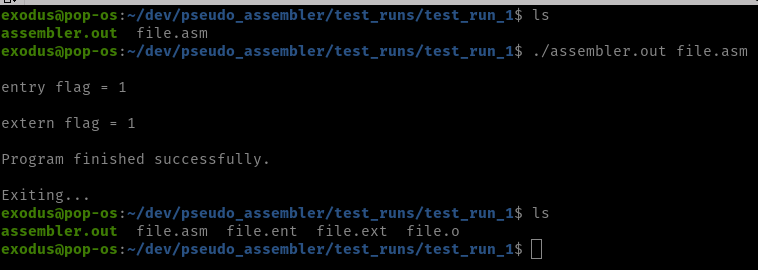 exodus@pop-os:~/dev/pseudo_assembler/test_runs/test_run_1$ ls
assembler.out  file.asm
exodus@pop-os:~/dev/pseudo_assembler/test_runs/test_run_1$ ./assembler.out file.asm
entry flag = 1
extern flag = 1
Program finished successfully.
Exiting...
exodus@pop-os:~/dev/pseudo_assembler/test_runs/test_run_1$ ls
assembler.out  file.asm  file.ent  file.ext  file.o
exodus@pop-os:~/dev/pseudo_assembler/test_runs/test_run_1$